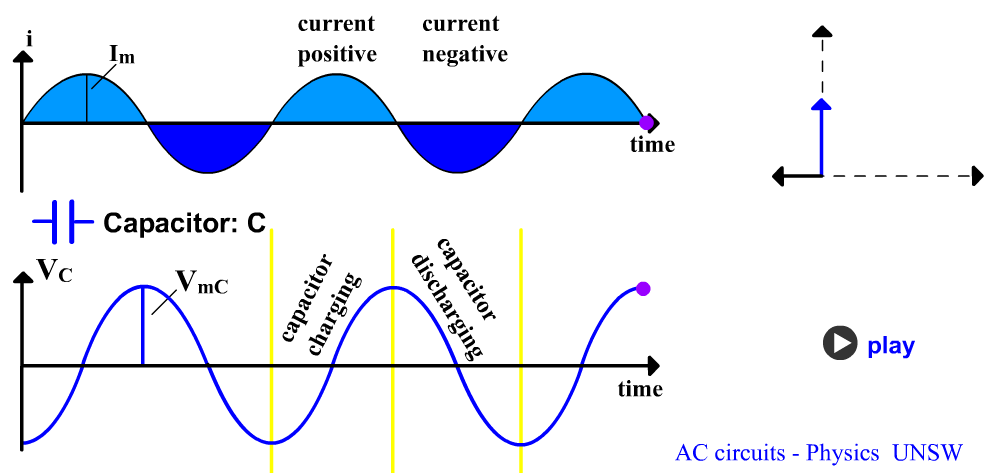 current
positive
current
negative
i
Im
time
Capacitor: C
VC
VmC
capacitor
charging
capacitor
discharging
time
play
AC circuits - Physics UNSW